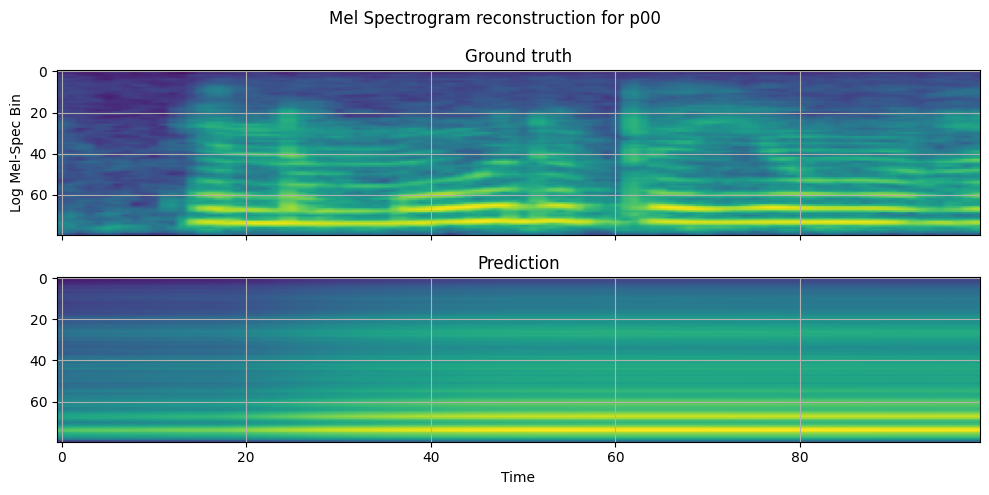 Mel Spectrogram reconstruction for p00
Ground truth
Log Mel-Spec Bin
0
20
40
60
Prediction
0
20
40
60
0 20 40 60 80
Time